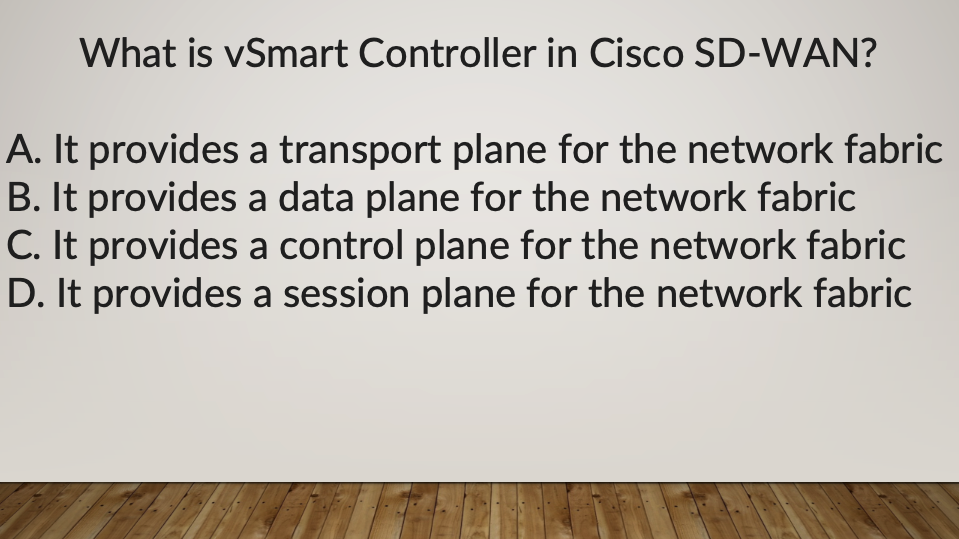 What is vSmart Controller in Cisco SD-WAN?
A. It provides a transport plane for the network fabric
B. It provides a data plane for the network fabric
C. It provides a control plane for the network fabric
D. It provides a session plane for the network fabric